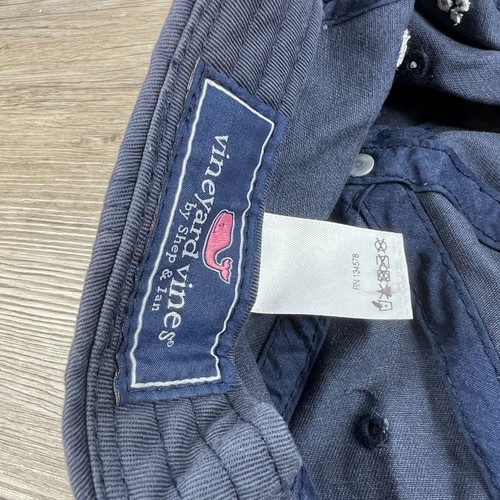 vineyard vines®
by Shep & Ian
RN 134578